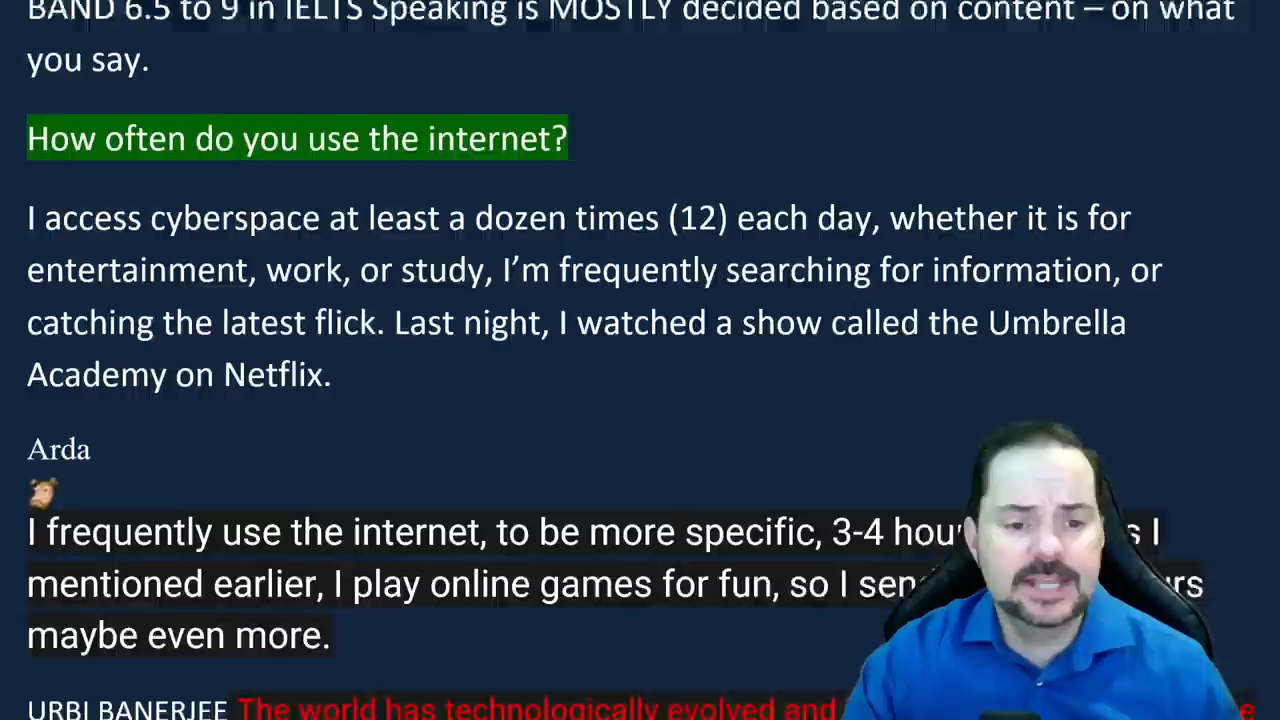 BAND 6.5 to 9 in IELTS Speaking is MOSTLY decided based on content – on what
you say.
How often do you use the internet?
I access cyberspace at least a dozen times (12) each day, whether it is for
entertainment, work, or study, I’m frequently searching for information, or
catching the latest flick. Last night, I watched a show called the Umbrella
Academy on Netflix.
Arda
I frequently use the internet, to be more specific, 3-4 I
mentioned earlier, I play online games for fun, so I
maybe even more.
URBI BANERJEE The world has technologically evolved and